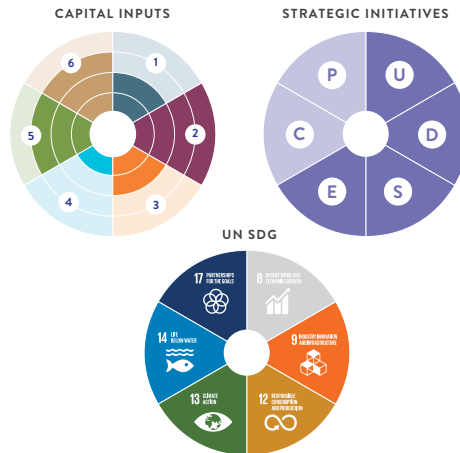 CAPITAL INPUTS
STRATEGIC INITIATIVES
6
1
5
2
4
3
P
U
C
D
E
S
UN SDG
17 PARTNERSHIPS
FOR THE GOALS
8 DECENT WORK AND
ECONOMIC GROWTH
14 LIFE
BELOW WATER
9 INDUSTRY, INNOVATION
AND INFRASTRUCTURE
13 CLIMATE
ACTION
12 RESPONSIBLE
CONSUMPTION
AND PRODUCTION